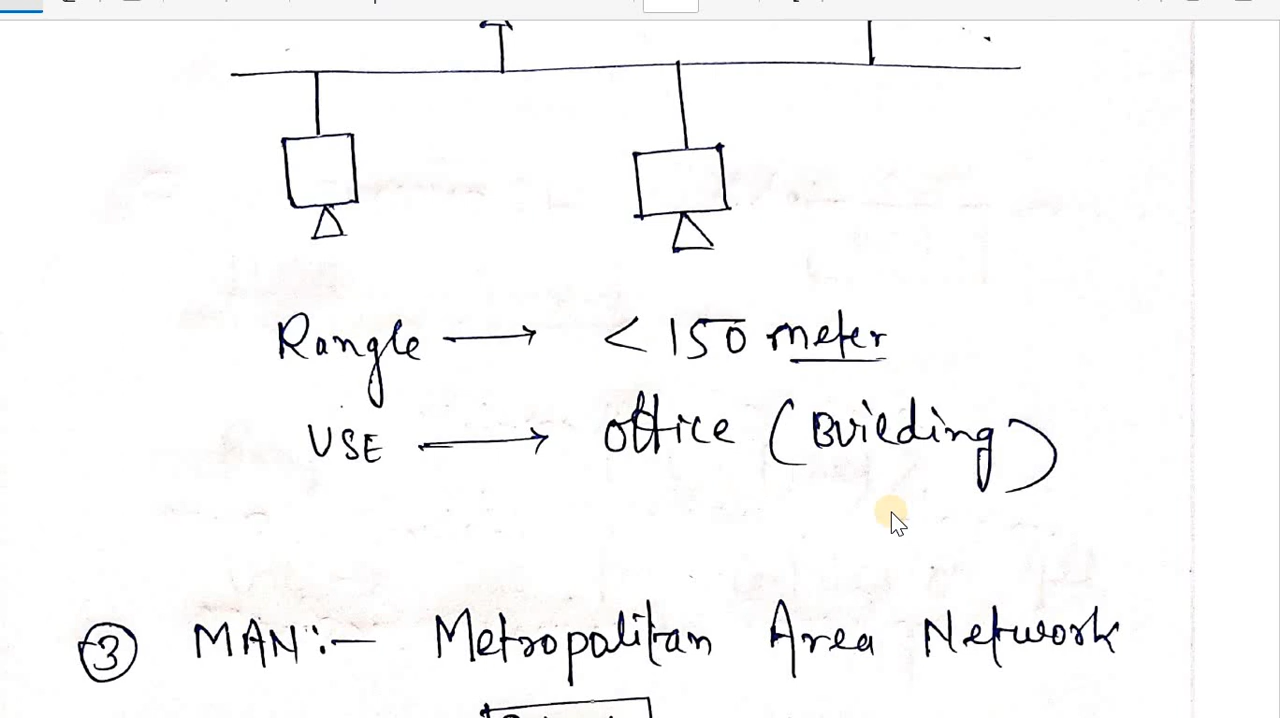 Rangle → < 150 meter
USE → office (Building)
③ MAN:- Metropolitan Area Network